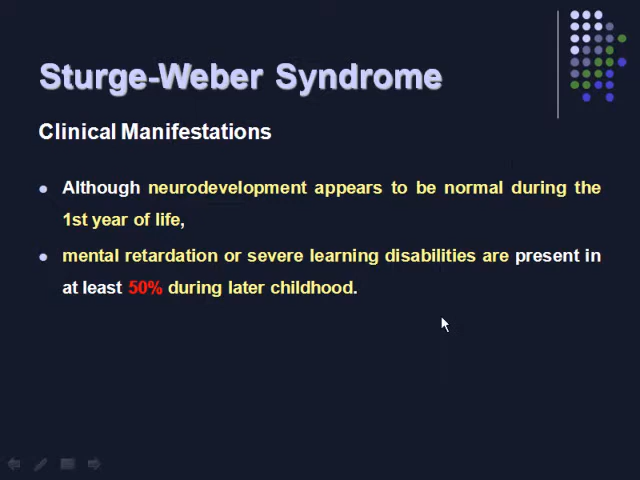 Sturge-Weber Syndrome
Clinical Manifestations
Although neurodevelopment appears to be normal during the
1st year of life,
mental retardation or severe learning disabilities are present in
at least 50% during later childhood.